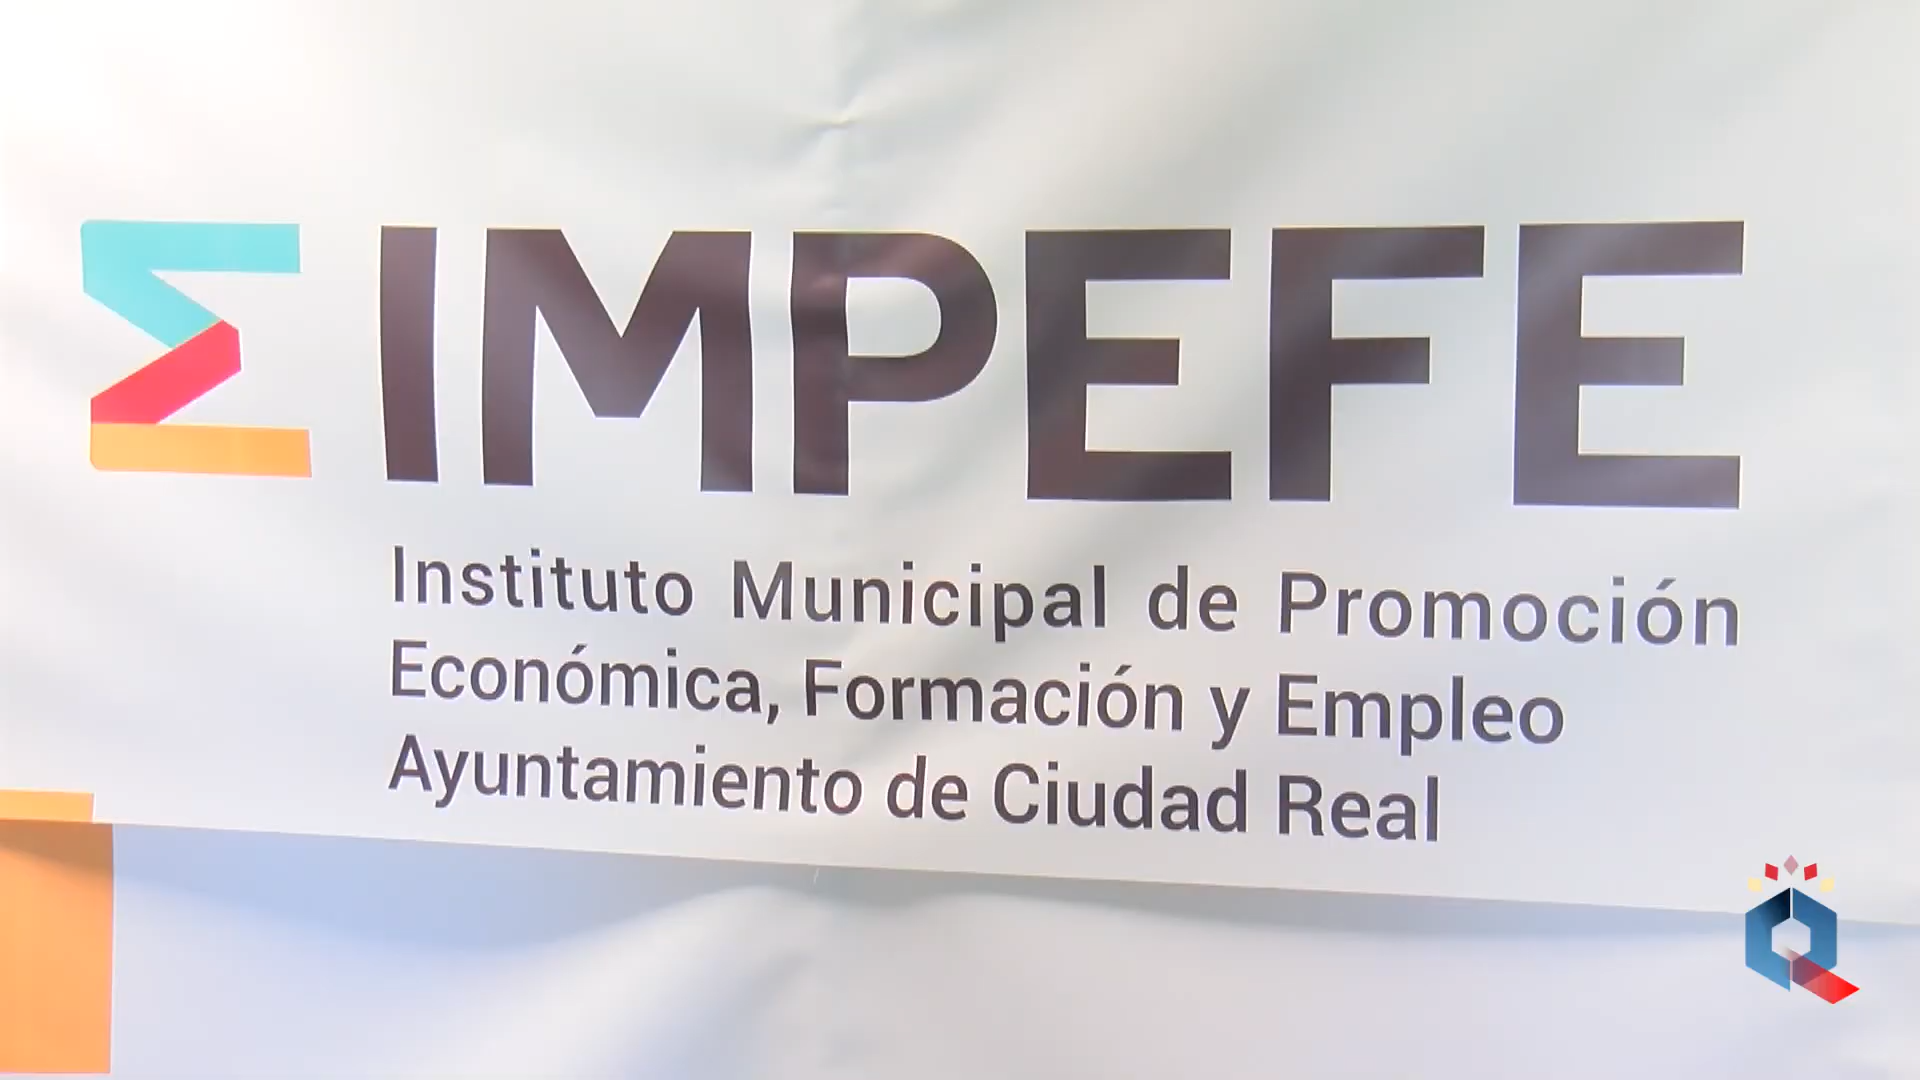 IMPEFE
Instituto Municipal de Promoción
Económica, Formación y Empleo
Ayuntamiento de Ciudad Real